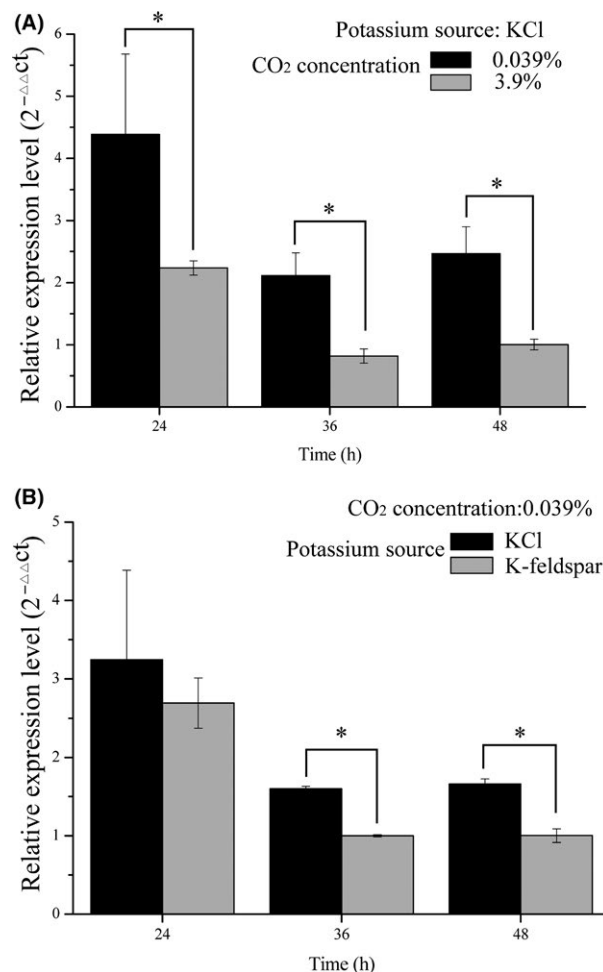 (A)
Potassium source: KCl
CO2 concentration
0.039%
3.9%
Relative expression level (2−△△ct)
6
5
4
3
2
1
0
*
*
*
24
36
48
Time (h)
(B)
CO2 concentration:0.039%
Potassium source
KCl
K-feldspar
Relative expression level (2−△△ct)
5
4
3
2
1
0
*
*
24
36
48
Time (h)